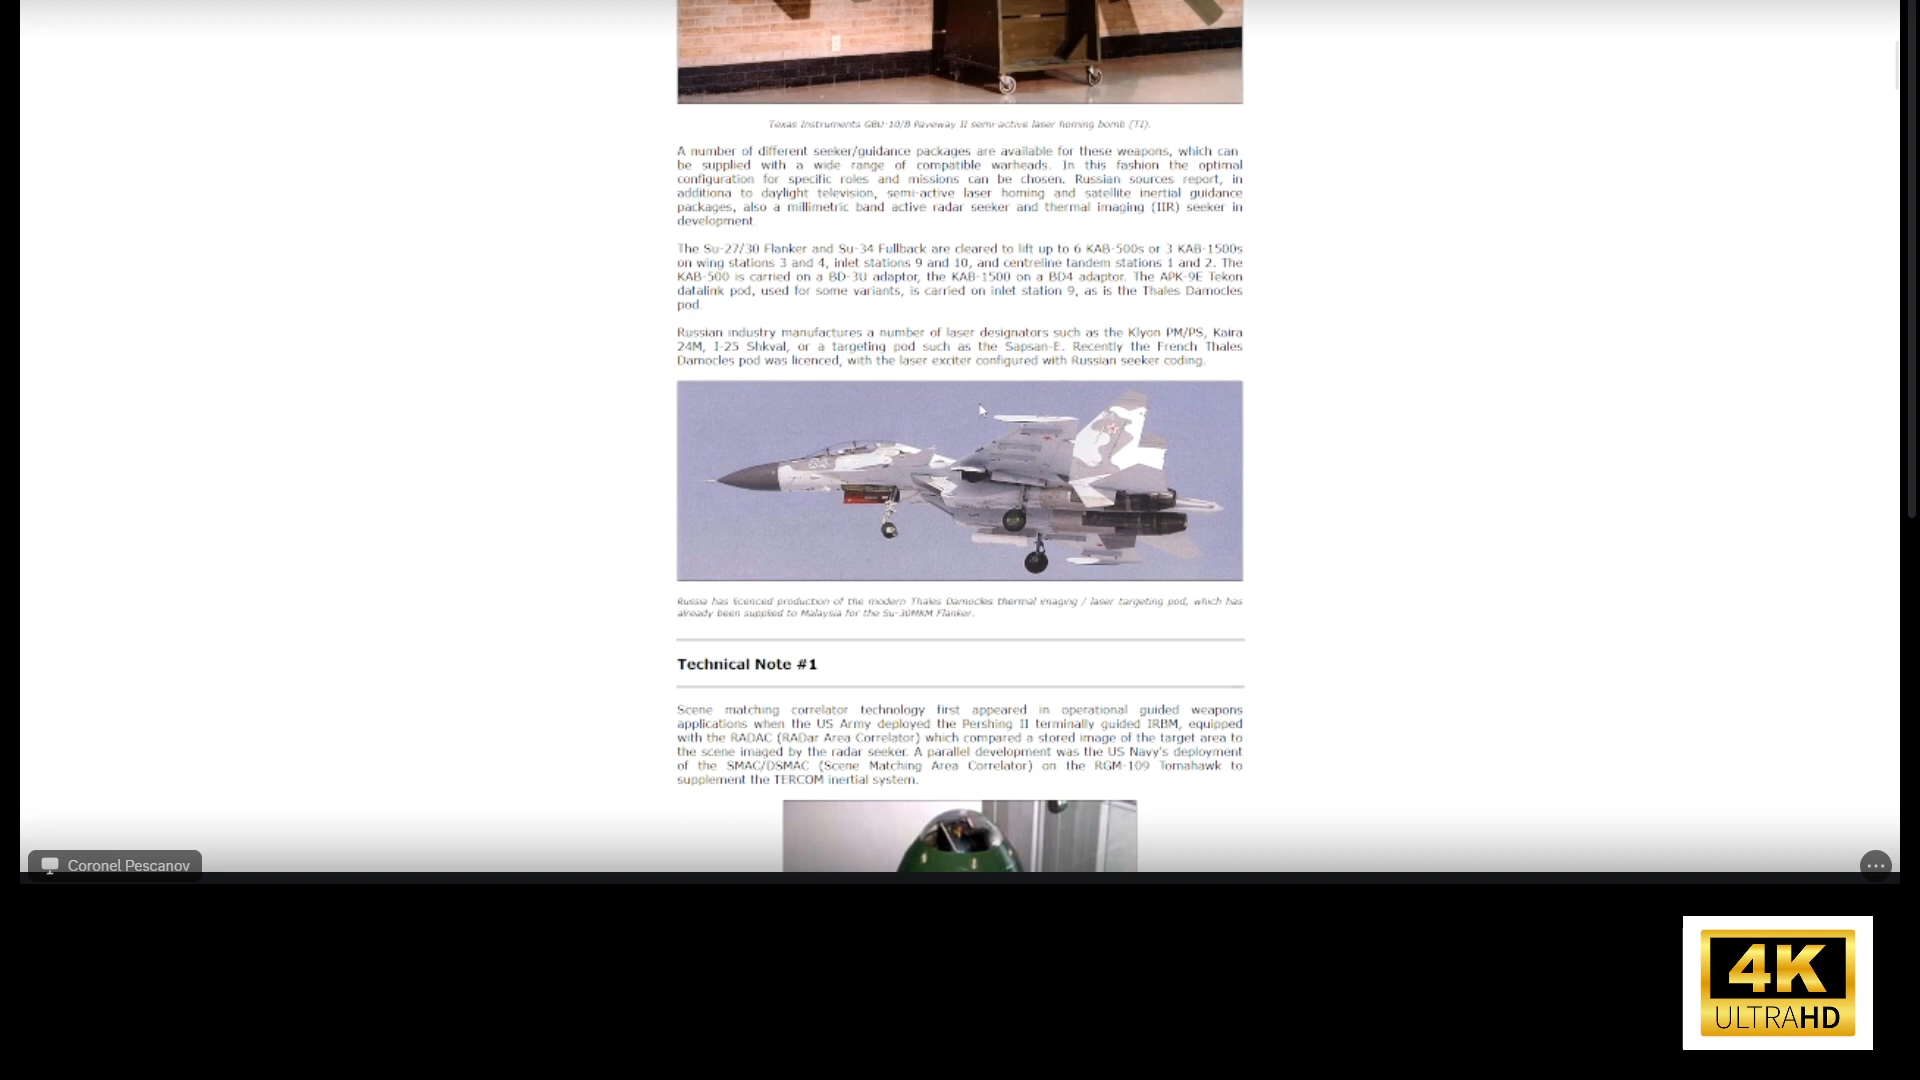 Texas Instruments GBU-10/B Paveway II semi-active laser homing bomb (TI).
A number of different seeker/guidance packages are available for these weapons, which can
be supplied with a wide range of compatible warheads. In this fashion the optimal
configuration for specific roles and missions can be chosen. Russian sources report, in
additiona to daylight television, semi-active laser homing and satellite inertial guidance
packages, also a millimetric band active radar seeker and thermal imaging (IIR) seeker in
development.
The Su-27/30 Flanker and Su-34 Fullback are cleared to lift up to 6 KAB-500s or 3 KAB-1500s
on wing stations 3 and 4, inlet stations 9 and 10, and centreline tandem stations 1 and 2. The
KAB-500 is carried on a BD-3U adaptor, the KAB-1500 on a BD4 adaptor. The APK-9E Tekon
datalink pod, used for some variants, is carried on inlet station 9, as is the Thales Damocles
pod.
Russian industry manufactures a number of laser designators such as the Klyon PM/PS, Kaira
24M, I-25 Shkval, or a targeting pod such as the Sapsan-E. Recently the French Thales
Damocles pod was licenced, with the laser exciter configured with Russian seeker coding.
Russia has licenced production of the modern Thales Damocles thermal imaging / laser targeting pod, which has
already been supplied to Malaysia for the Su-30MKM Flanker.
Technical Note #1
Scene matching correlator technology first appeared in operational guided weapons
applications when the US Army deployed the Pershing II terminally guided IRBM, equipped
with the RADAC (RADar Area Correlator) which compared a stored image of the target area to
the scene imaged by the radar seeker. A parallel development was the US Navy's deployment
of the SMAC/DSMAC (Scene Matching Area Correlator) on the RGM-109 Tomahawk to
supplement the TERCOM inertial system.
Coronel Pescanov
4K
ULTRAHD